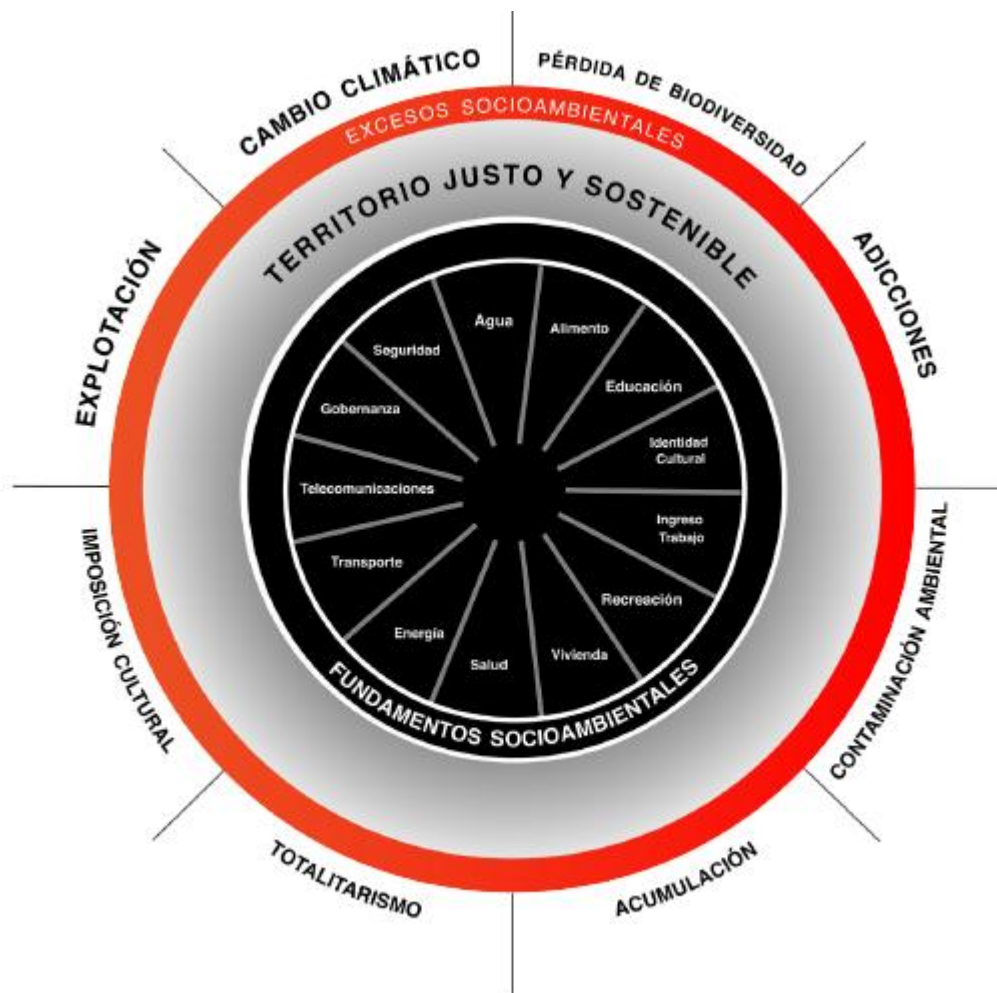 CAMBIO CLIMÁTICO
PÉRDIDA DE BIODIVERSIDAD
ADICCIONES
CONTAMINACIÓN AMBIENTAL
ACUMULACIÓN
TOTALITARISMO
IMPOSICIÓN CULTURAL
EXPLOTACIÓN
EXCESOS SOCIOAMBIENTALES
TERRITORIO JUSTO Y SOSTENIBLE
Agua
Alimento
Educación
Identidad
Cultural
Ingreso
Trabajo
Recreación
Vivienda
Salud
Energía
Transporte
Telecomunicaciones
Gobernanza
Seguridad
FUNDAMENTOS SOCIOAMBIENTALES